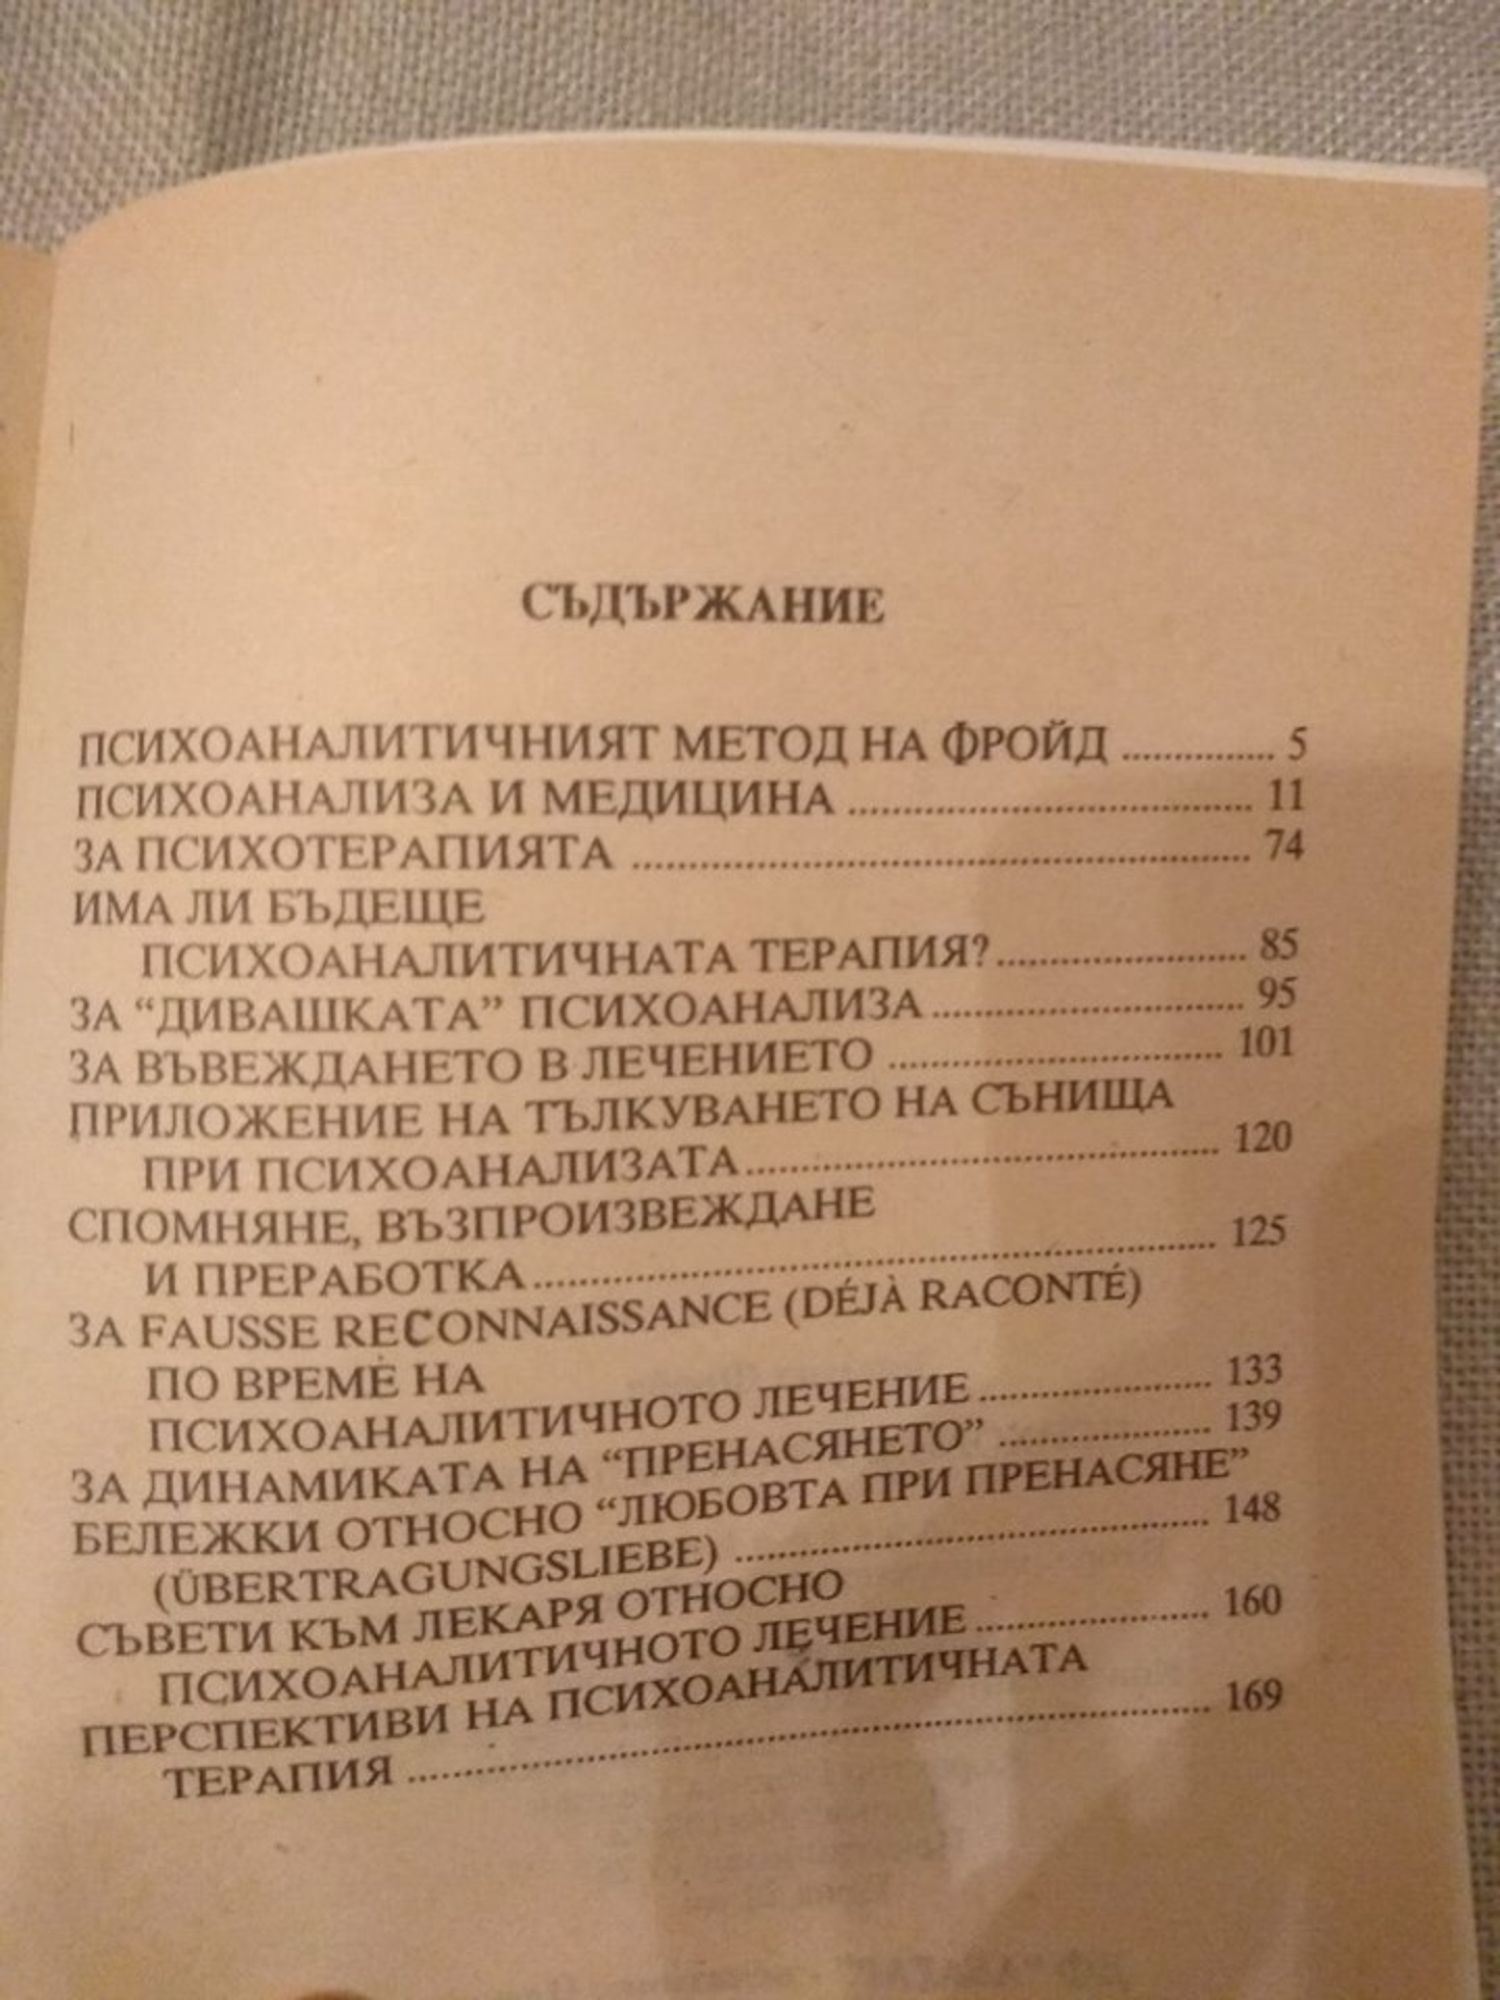 СЪДЪРЖАНИЕ
ПСИХОАНАЛИТИЧНИЯТ МЕТОД НА ФРОЙД .............. 5
ПСИХОАНАЛИЗА И МЕДИЦИНА .................................... 11
ЗА ПСИХОТЕРАПИЯТА ....................................................... 74
ИМА ЛИ БЪДЕЩЕ
ПСИХОАНАЛИТИЧНАТА ТЕРАПИЯ?....................... 85
ЗА “ДИВАШКАТА” ПСИХОАНАЛИЗА ............................ 95
ЗА ВЪВЕЖДАНЕТО В ЛЕЧЕНИЕТО .............................. 101
ПРИЛОЖЕНИЕ НА ТЪЛКУВАНЕТО НА СЪНИЩА
ПРИ ПСИХОАНАЛИЗАТА........................................... 120
СПОМНЯНЕ, ВЪЗПРОИЗВЕЖДАНЕ
И ПРЕРАБОТКА............................................................... 125
ЗА FAUSSE RECONNAISSANCE (DÉJÀ RACONTÉ)
ПО ВРЕМЕ НА
ПСИХОАНАЛИТИЧНОТО ЛЕЧЕНИЕ ..................... 133
ЗА ДИНАМИКАТА НА “ПРЕНАСЯНЕТО” ................... 139
БЕЛЕЖКИ ОТНОСНО “ЛЮБОВТА ПРИ ПРЕНАСЯНЕ”
(ÜBERTRAGUNGSLIEBE) ........................................... 148
СЪВЕТИ КЪМ ЛЕКАРЯ ОТНОСНО
ПСИХОАНАЛИТИЧНОТО ЛЕЧЕНИЕ ..................... 160
ПЕРСПЕКТИВИ НА ПСИХОАНАЛИТИЧНАТА
ТЕРАПИЯ ......................................................................... 169